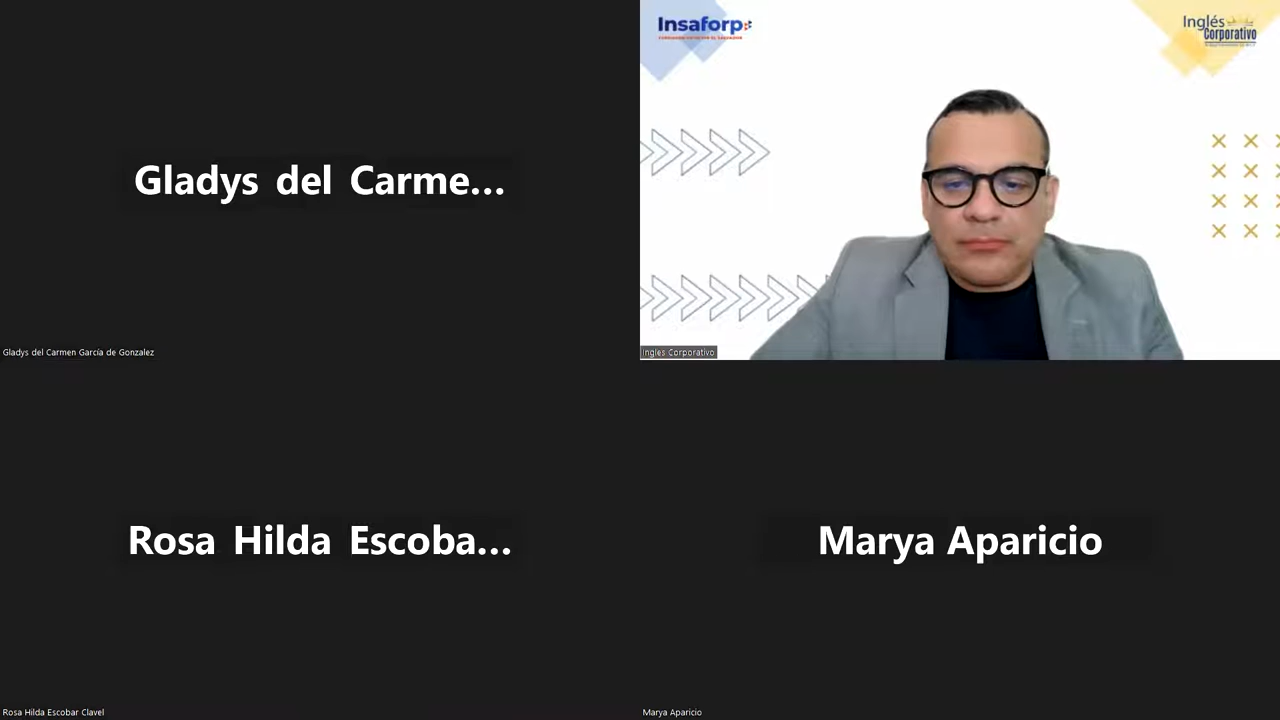 Gladys del Carme...
Gladys del Carmen García de Gonzalez
Insaforp
Inglés
Corporativo
Ingles Corporativo
Rosa Hilda Escoba...
Rosa Hilda Escobar Clavel
Marya Aparicio
Marya Aparicio